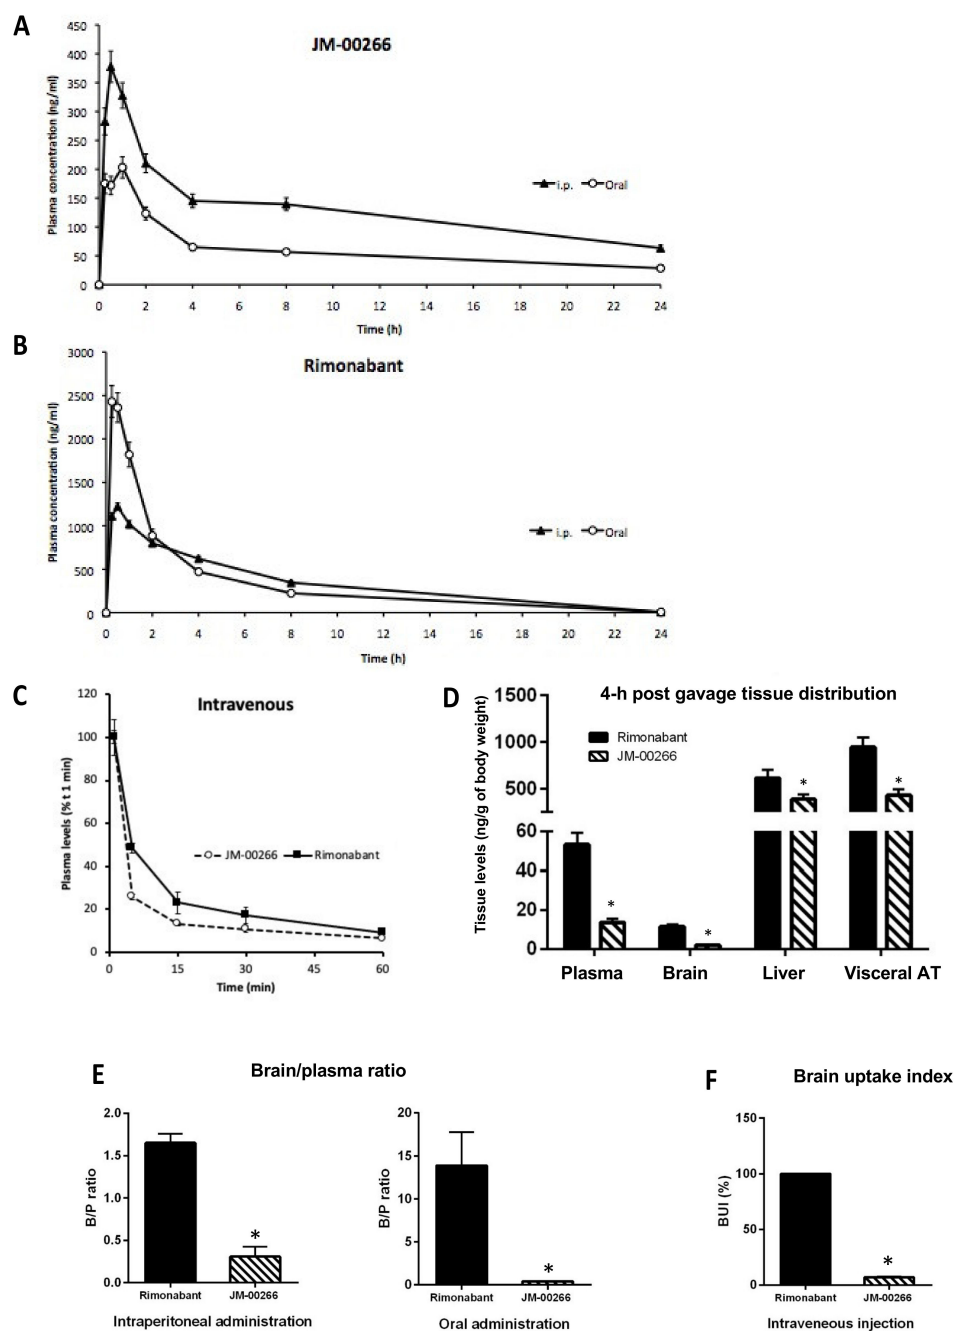 A
JM-00266
Plasma concentration (ng/ml)
450
400
350
300
250
200
150
100
50
0
0 2 4 6 8 10 12 14 16 18 20 22 24
Time (h)
i.p. Oral
B
Rimonabant
Plasma concentration (ng/ml)
3000
2500
2000
1500
1000
500
0
0 2 4 6 8 10 12 14 16 18 20 22 24
Time (h)
i.p. Oral
C
Intravenous
Plasma levels (% t 1 min)
120
100
80
60
40
20
0
0 15 30 45 60
Time (min)
JM-00266 Rimonabant
D
4-h post gavage tissue distribution
Tissue levels (ng/g of body weight)
1500
1000
500
60
40
20
0
Rimonabant
JM-00266
* * * *
Plasma Brain Liver Visceral AT
E
Brain/plasma ratio
B/P ratio
2.0
1.5
1.0
0.5
0.0
*
Rimonabant JM-00266
Intraperitoneal administration
B/P ratio
20
15
10
5
0
*
Rimonabant JM-00266
Oral administration
F
Brain uptake index
BUI (%)
150
100
50
0
*
Rimonabant JM-00266
Intraveneous injection